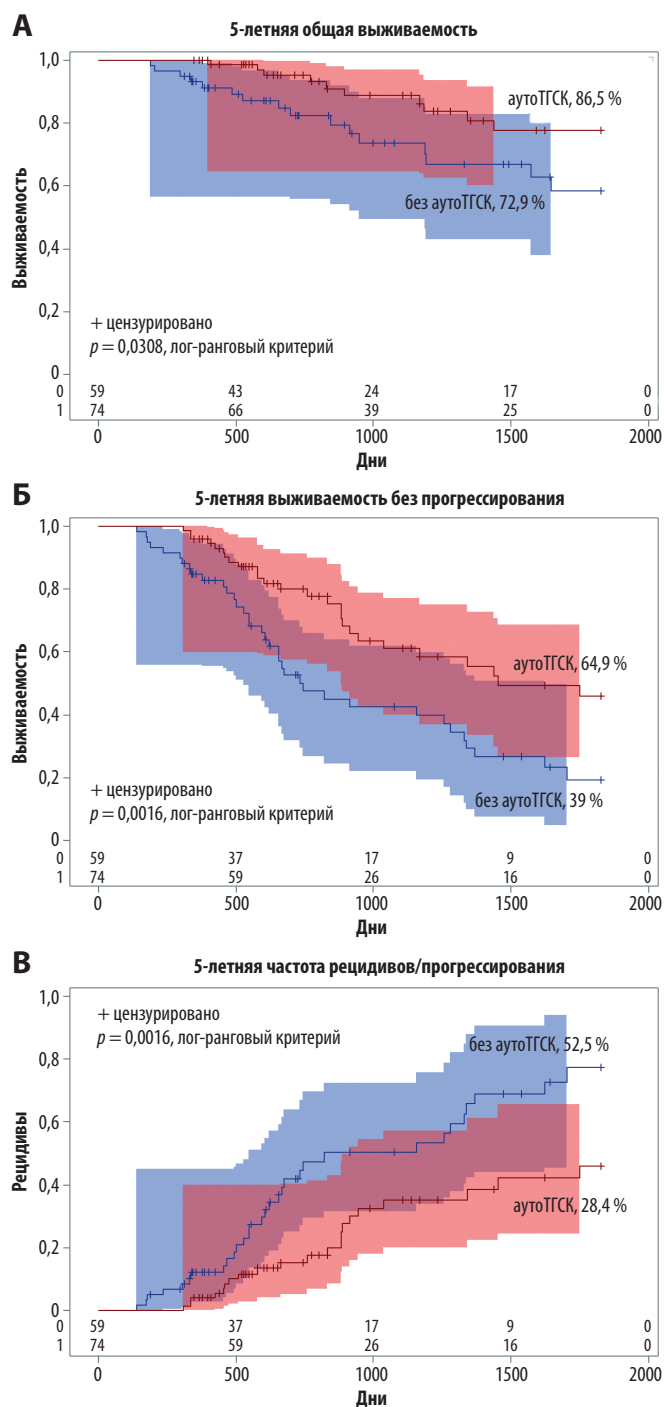 А
5-летняя общая выживаемость
Выживаемость
1,0
0,8
0,6
0,4
0,2
0
аутоТГСК, 86,5 %
без аутоТГСК, 72,9 %
+ цензурировано
p = 0,0308, лог-ранговый критерий
0 59 43 24 17 0
1 74 66 39 25 0
0 500 1000 1500 2000
Дни
Б
5-летняя выживаемость без прогрессирования
Выживаемость
1,0
0,8
0,6
0,4
0,2
0
аутоТГСК, 64,9 %
без аутоТГСК, 39 %
+ цензурировано
p = 0,0016, лог-ранговый критерий
0 59 37 17 9 0
1 74 59 26 16 0
0 500 1000 1500 2000
Дни
В
5-летняя частота рецидивов/прогрессирования
Рецидивы
1,0
0,8
0,6
0,4
0,2
0
+ цензурировано
p = 0,0016, лог-ранговый критерий
без аутоТГСК, 52,5 %
аутоТГСК, 28,4 %
0 59 37 17 9 0
1 74 59 26 16 0
0 500 1000 1500 2000
Дни